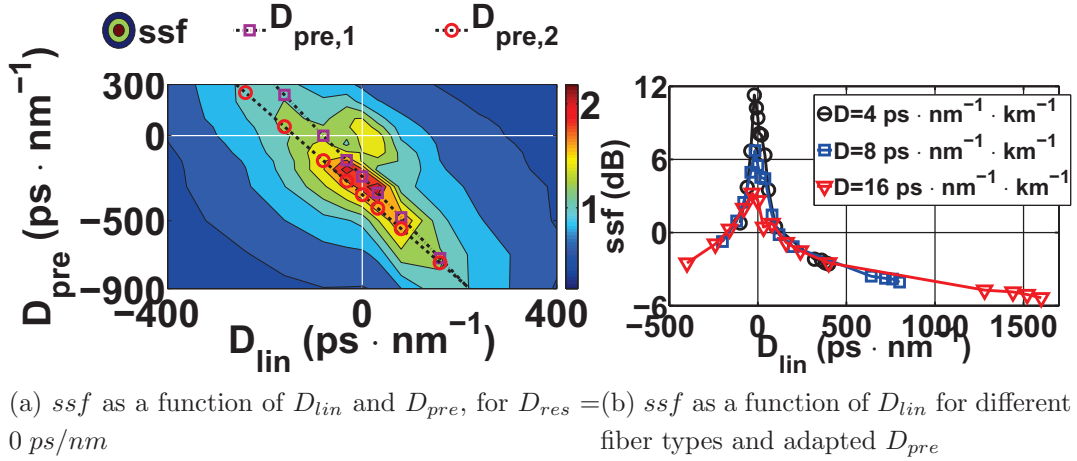 ssf D_pre,1 D_pre,2
D_pre (ps · nm⁻¹)
300
0
−500
−900
−400 0 400
D_lin (ps · nm⁻¹)
2
1
ssf (dB)
12
6
0
−6
−500 0 500 1000 1500
D_lin (ps · nm⁻¹)
D=4 ps · nm⁻¹ · km⁻¹
D=8 ps · nm⁻¹ · km⁻¹
D=16 ps · nm⁻¹ · km⁻¹
(a) ssf as a function of D_lin and D_pre, for D_res =
0 ps/nm
(b) ssf as a function of D_lin for different
fiber types and adapted D_pre